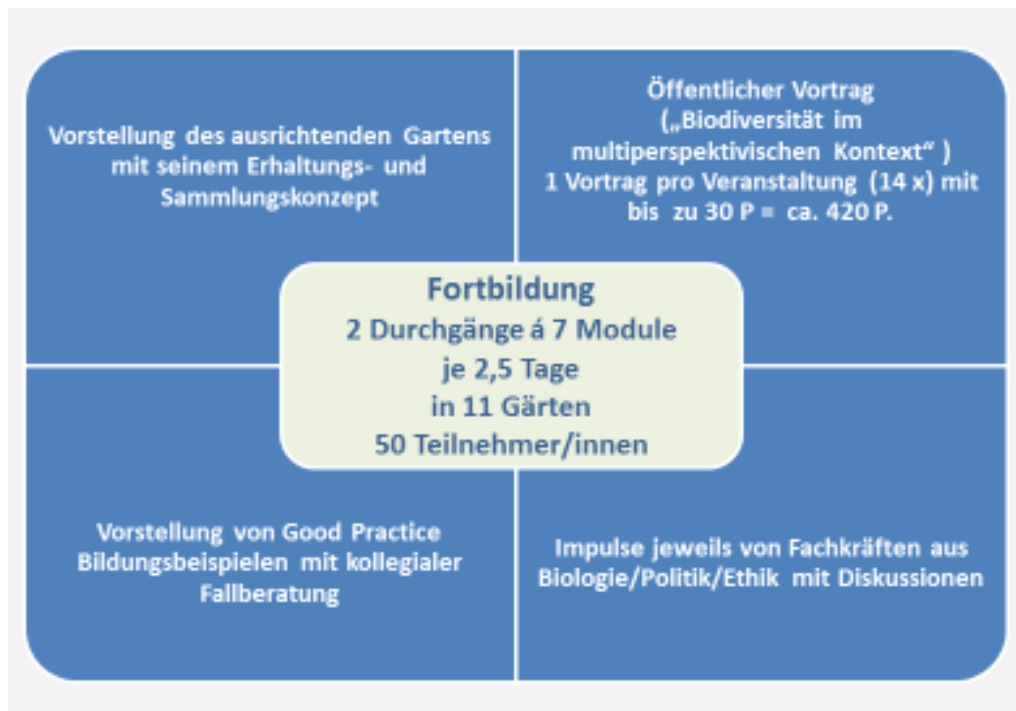 Vorstellung des ausrichtenden Gartens
mit seinem Erhaltungs- und
Sammlungskonzept
Öffentlicher Vortrag
(„Biodiversität im
multiperspektivischen Kontext“ )
1 Vortrag pro Veranstaltung (14 x) mit
bis zu 30 P = ca. 420 P.
Fortbildung
2 Durchgänge á 7 Module
je 2,5 Tage
in 11 Gärten
50 Teilnehmer/innen
Vorstellung von Good Practice
Bildungsbeispielen mit kollegialer
Fallberatung
Impulse jeweils von Fachkräften aus
Biologie/Politik/Ethik mit Diskussionen